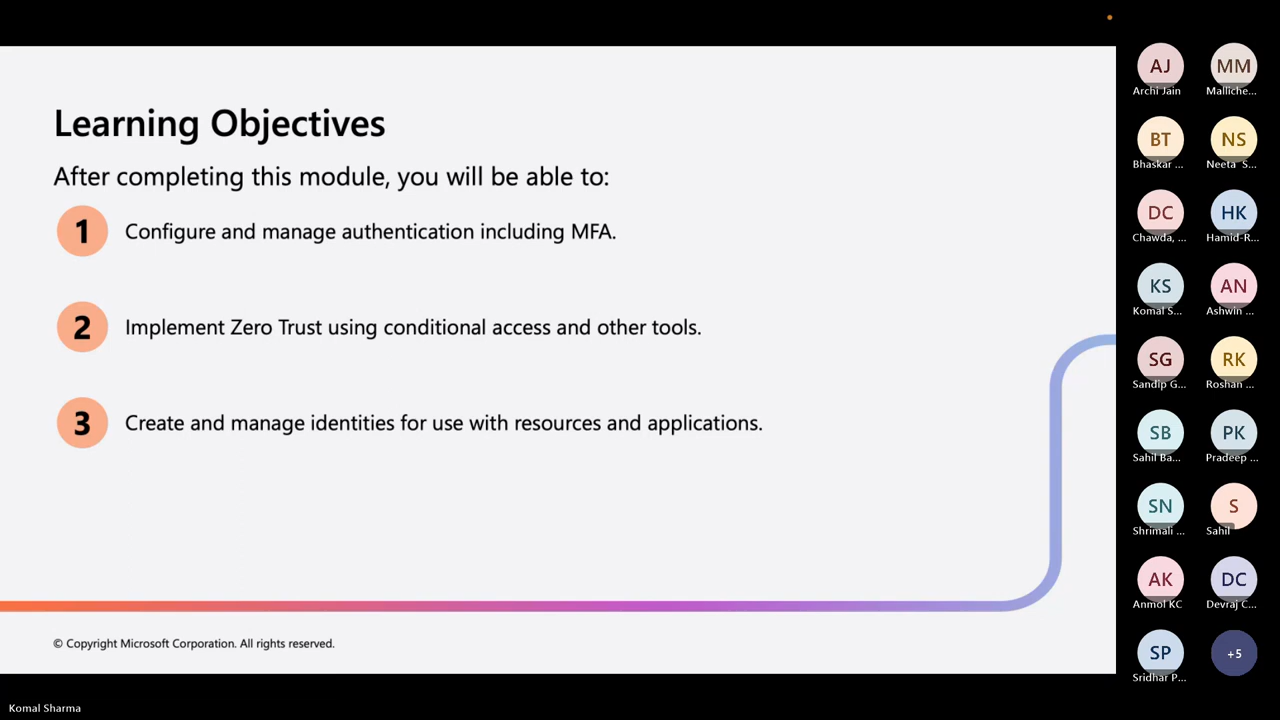 Learning Objectives
After completing this module, you will be able to:
1 Configure and manage authentication including MFA.
2 Implement Zero Trust using conditional access and other tools.
3 Create and manage identities for use with resources and applications.
© Copyright Microsoft Corporation. All rights reserved.
Komal Sharma
AJ MM
Archi Jain Malliche...
BT NS
Bhaskar ... Neeta S...
DC HK
Chawda, ... Hamid-R...
KS AN
Komal S... Ashwin ...
SG RK
Sandip G... Roshan ...
SB PK
Sahil Ba... Pradeep ...
SN S
Shrimali ... Sahil
AK DC
Anmol KC Devraj C...
SP +5
Sridhar P...